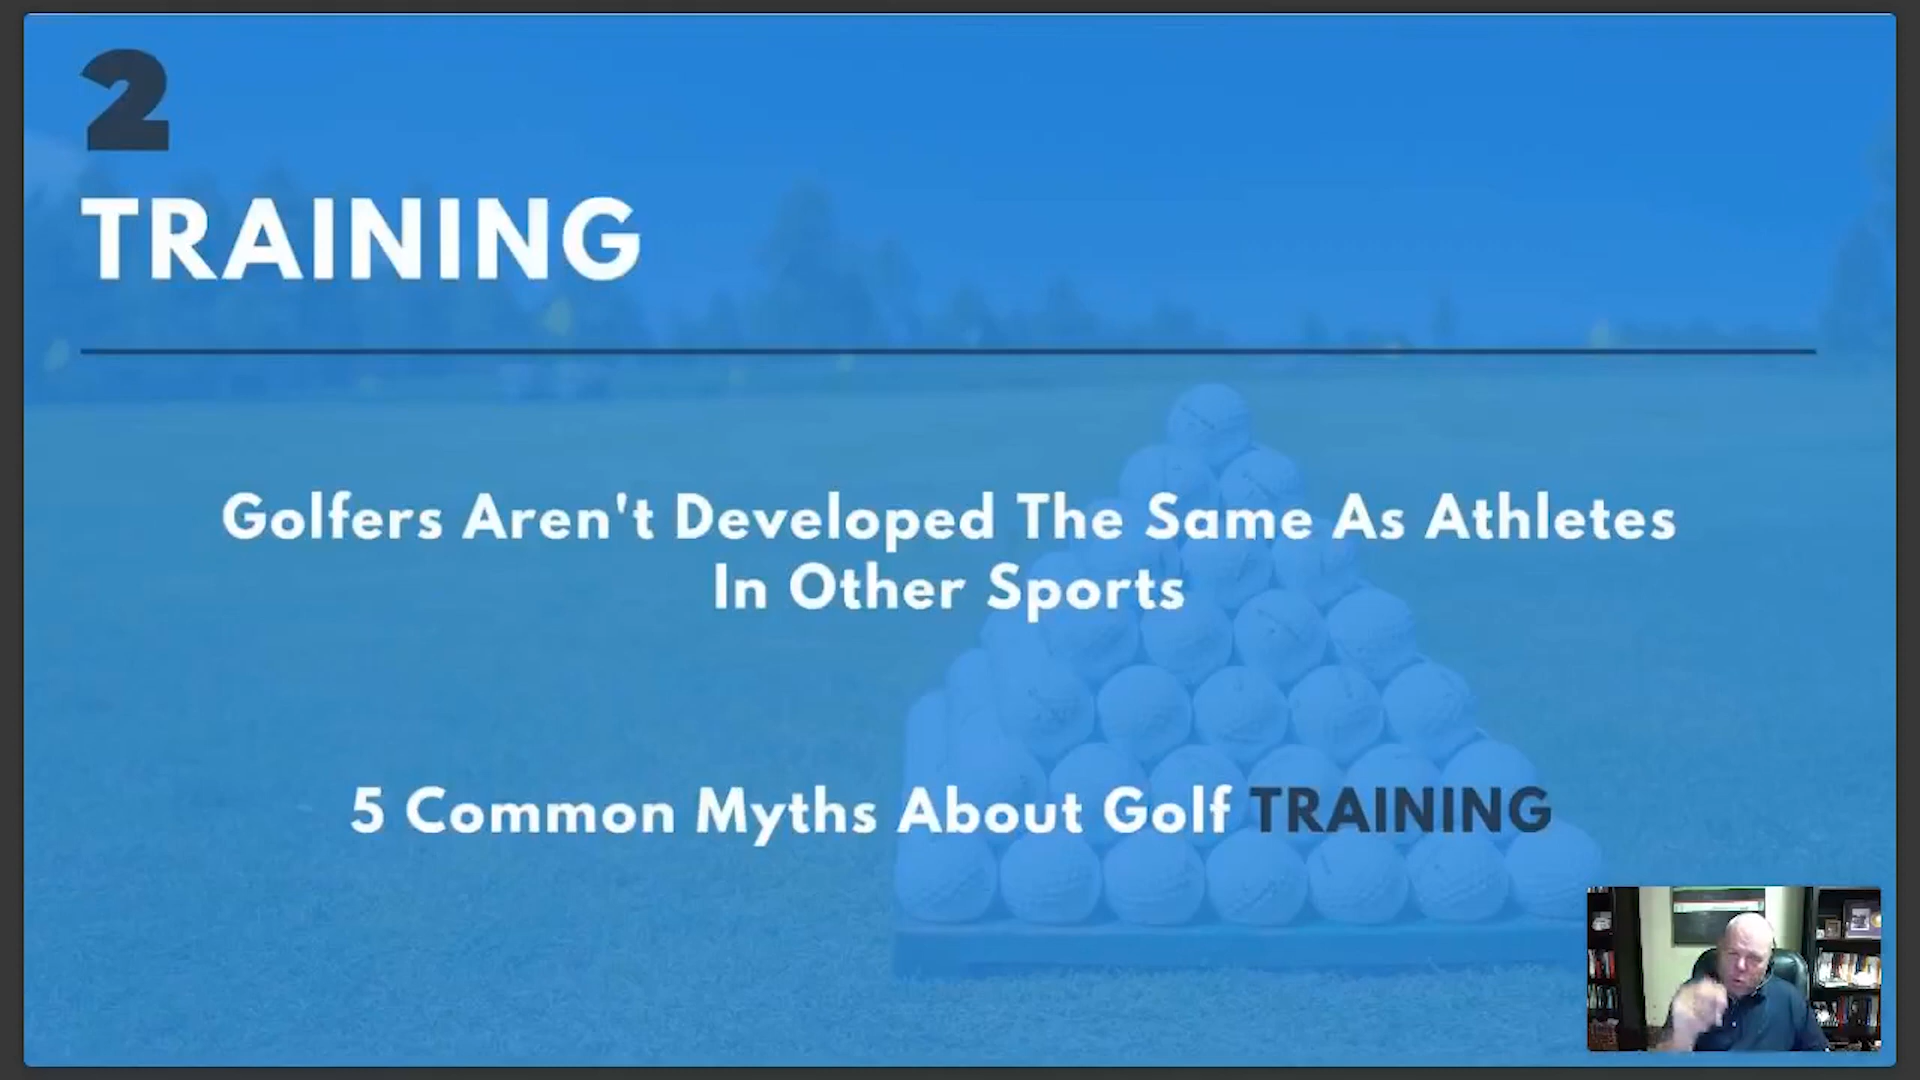 2
TRAINING
Golfers Aren't Developed The Same As Athletes
In Other Sports
5 Common Myths About Golf TRAINING